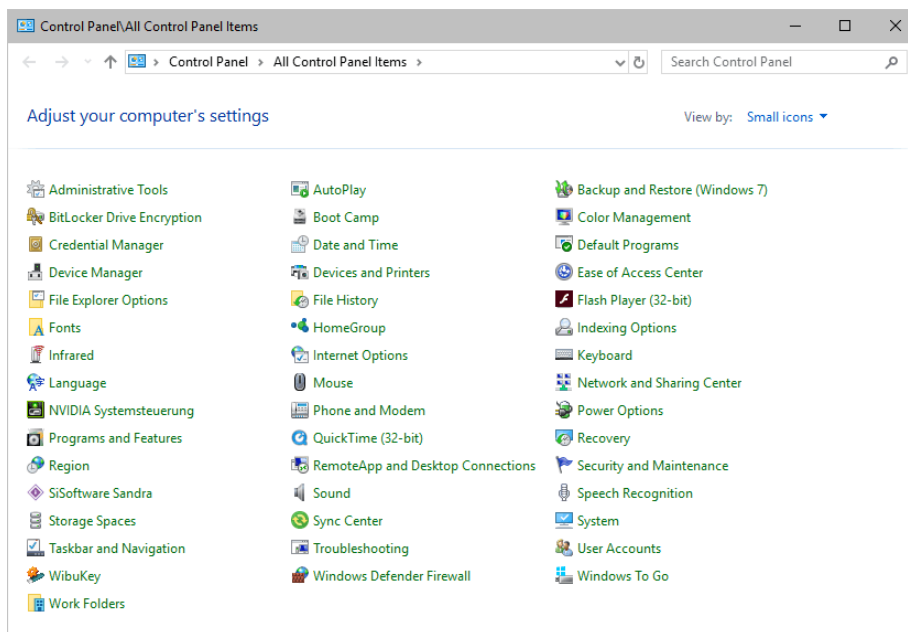 Control Panel\All Control Panel Items
Control Panel > All Control Panel Items >
Search Control Panel
Adjust your computer's settings
View by: Small icons
Administrative Tools
AutoPlay
Backup and Restore (Windows 7)
BitLocker Drive Encryption
Boot Camp
Color Management
Credential Manager
Date and Time
Default Programs
Device Manager
Devices and Printers
Ease of Access Center
File Explorer Options
File History
Flash Player (32-bit)
Fonts
HomeGroup
Indexing Options
Infrared
Internet Options
Keyboard
Language
Mouse
Network and Sharing Center
NVIDIA Systemsteuerung
Phone and Modem
Power Options
Programs and Features
QuickTime (32-bit)
Recovery
Region
RemoteApp and Desktop Connections
Security and Maintenance
SiSoftware Sandra
Sound
Speech Recognition
Storage Spaces
Sync Center
System
Taskbar and Navigation
Troubleshooting
User Accounts
WibuKey
Windows Defender Firewall
Windows To Go
Work Folders